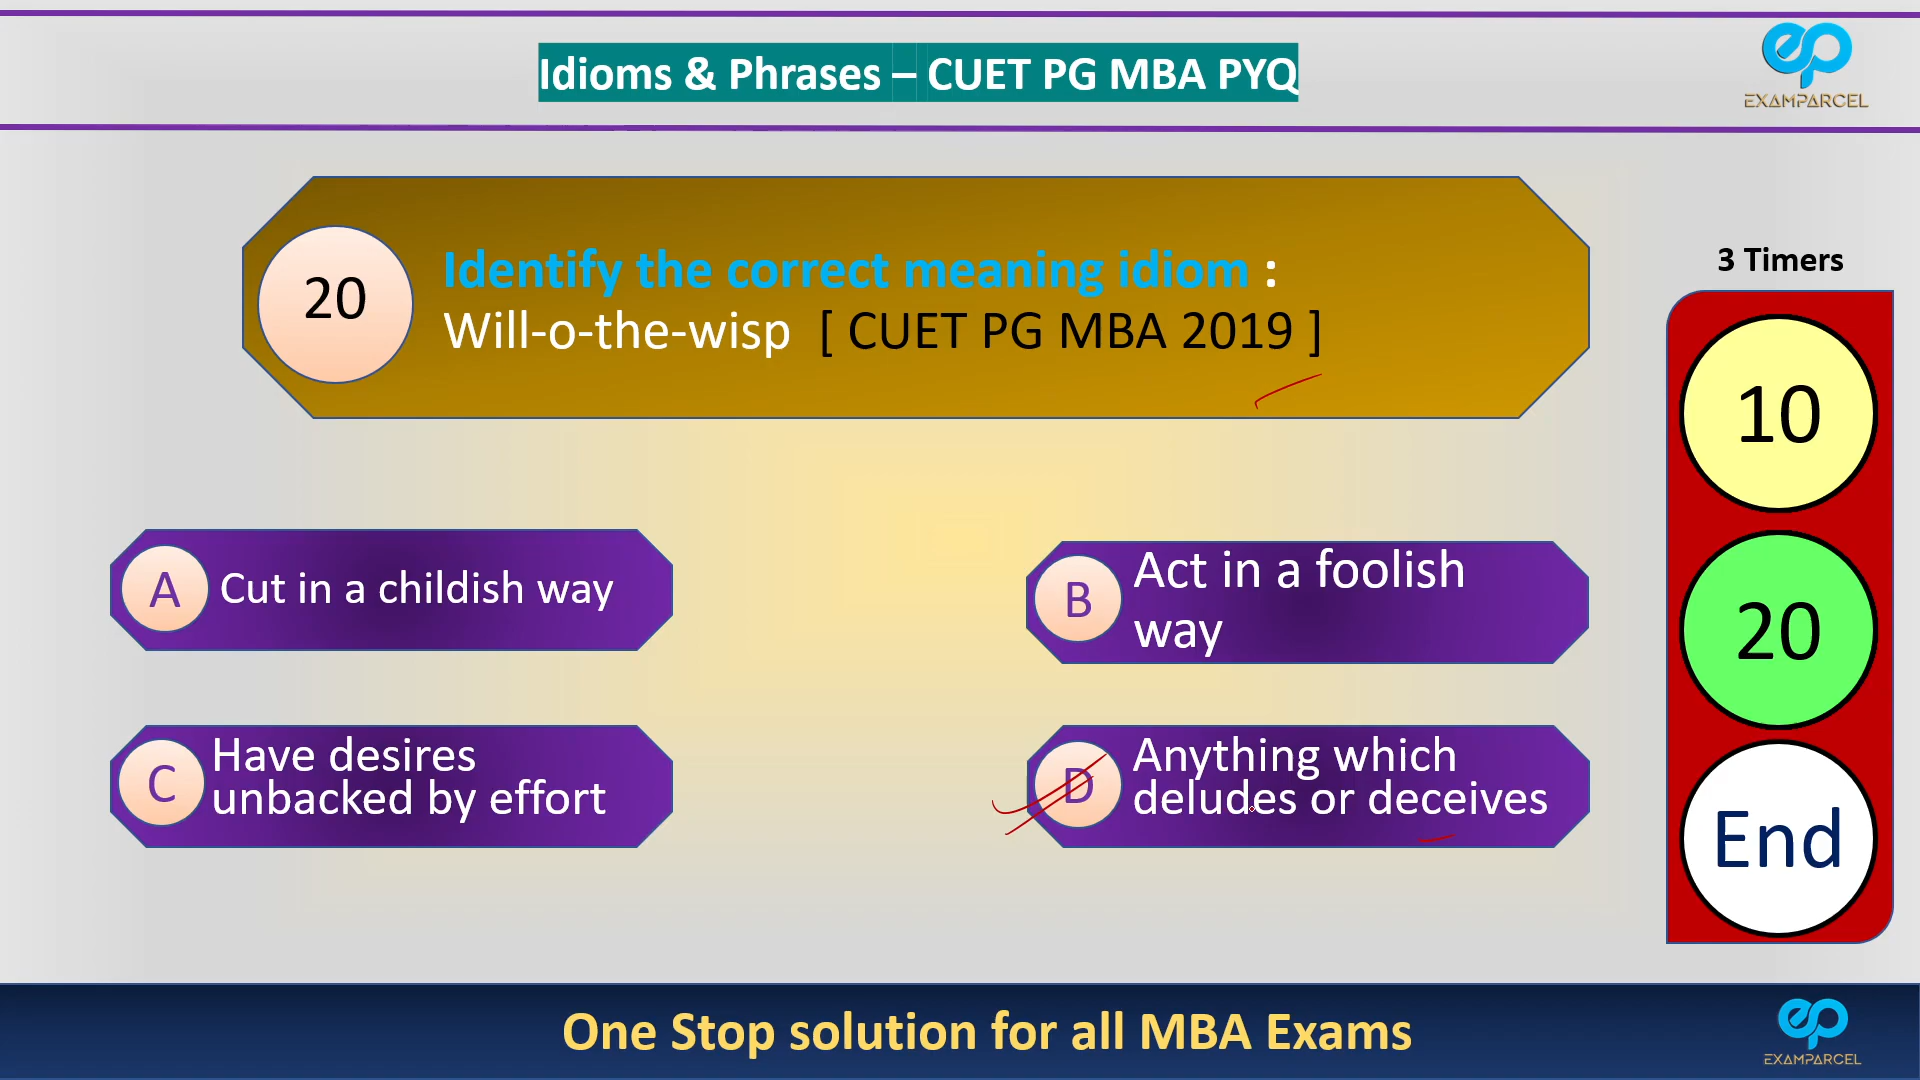 Idioms & Phrases – CUET PG MBA PYQ
ep
EXAMPARCEL
20
Identify the correct meaning idiom :
Will-o-the-wisp [ CUET PG MBA 2019 ]
3 Timers
10
20
End
A
Cut in a childish way
B
Act in a foolish
way
C
Have desires
unbacked by effort
D
Anything which
deludes or deceives
One Stop solution for all MBA Exams
ep
EXAMPARCEL